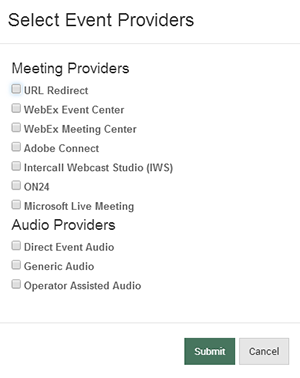 Select Event Providers
Meeting Providers
URL Redirect
WebEx Event Center
WebEx Meeting Center
Adobe Connect
Intercall Webcast Studio (IWS)
ON24
Microsoft Live Meeting
Audio Providers
Direct Event Audio
Generic Audio
Operator Assisted Audio
Submit Cancel